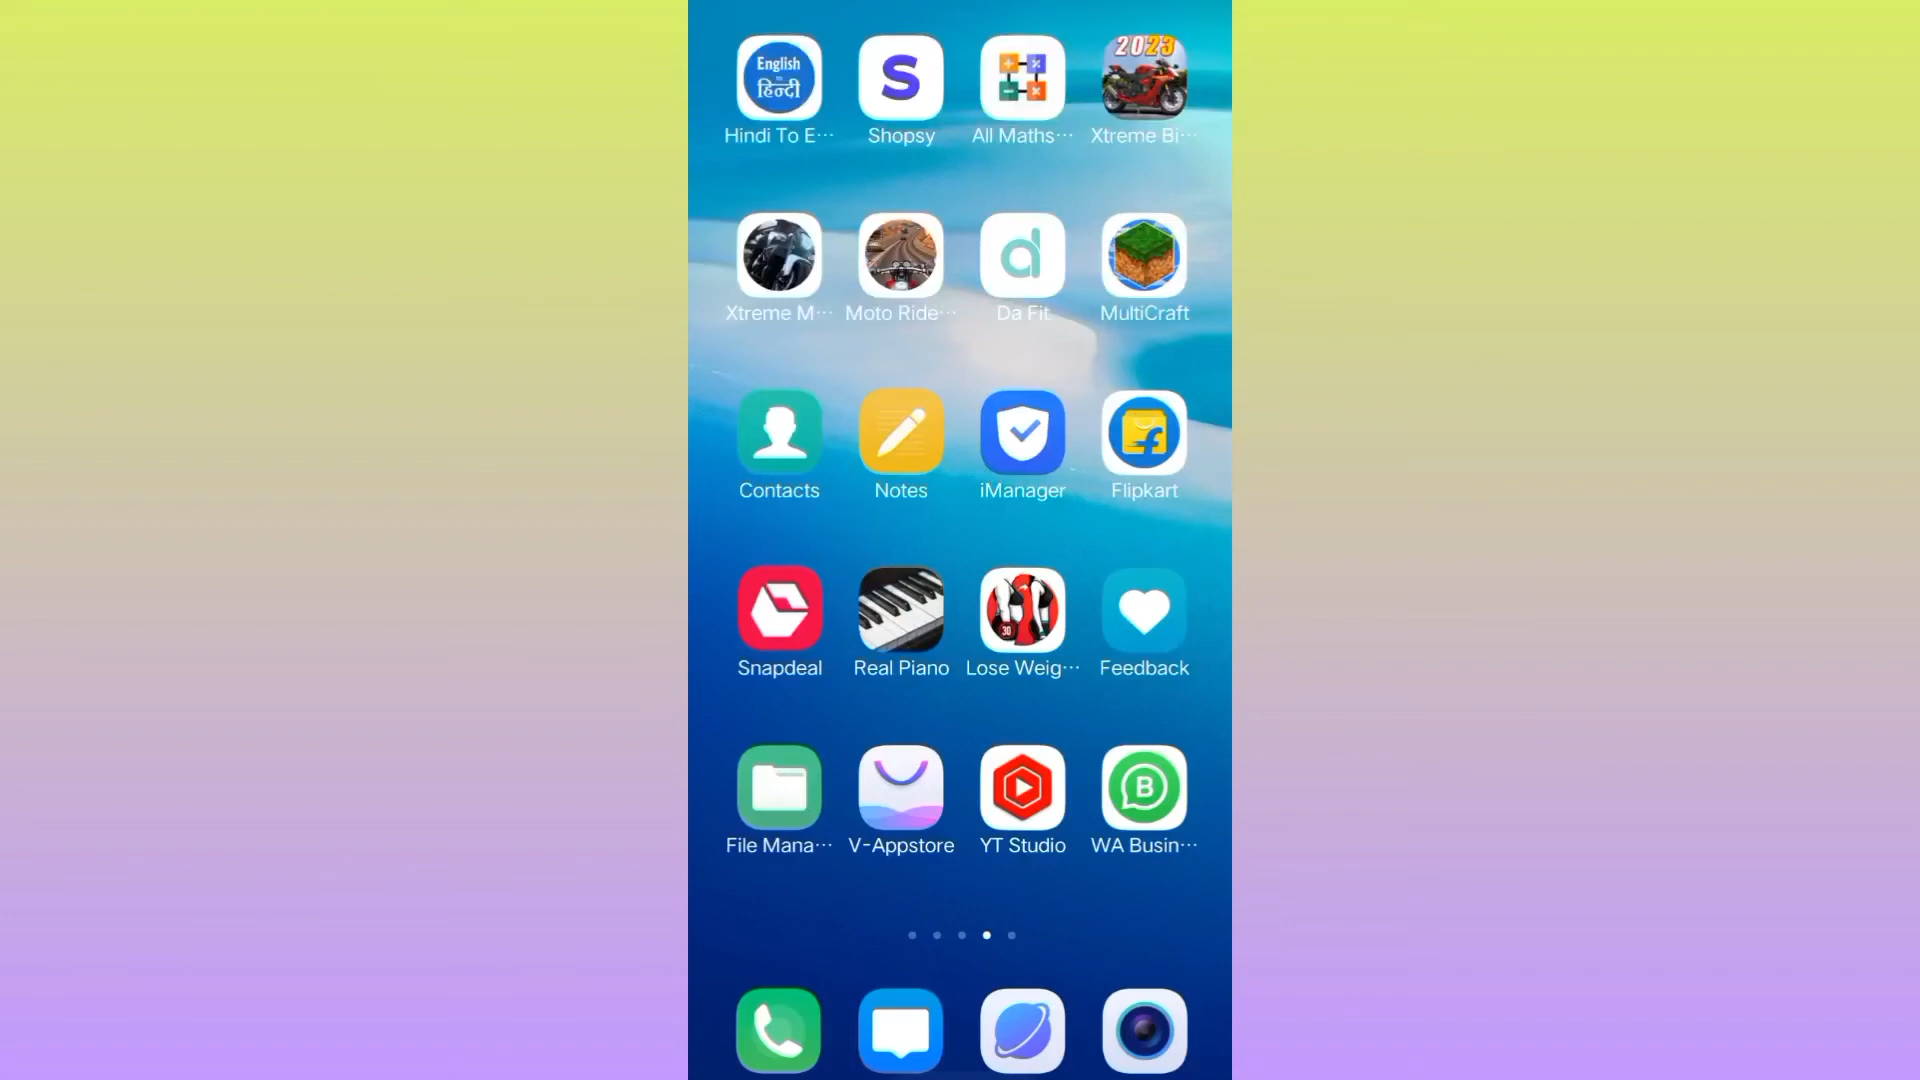 English
to
हिन्दी
S
2023
Hindi To E…
Shopsy
All Maths…
Xtreme Bi…
Xtreme M…
Moto Ride…
Da Fit
MultiCraft
Contacts
Notes
iManager
Flipkart
30
Snapdeal
Real Piano
Lose Weig…
Feedback
B
File Mana…
V-Appstore
YT Studio
WA Busin…